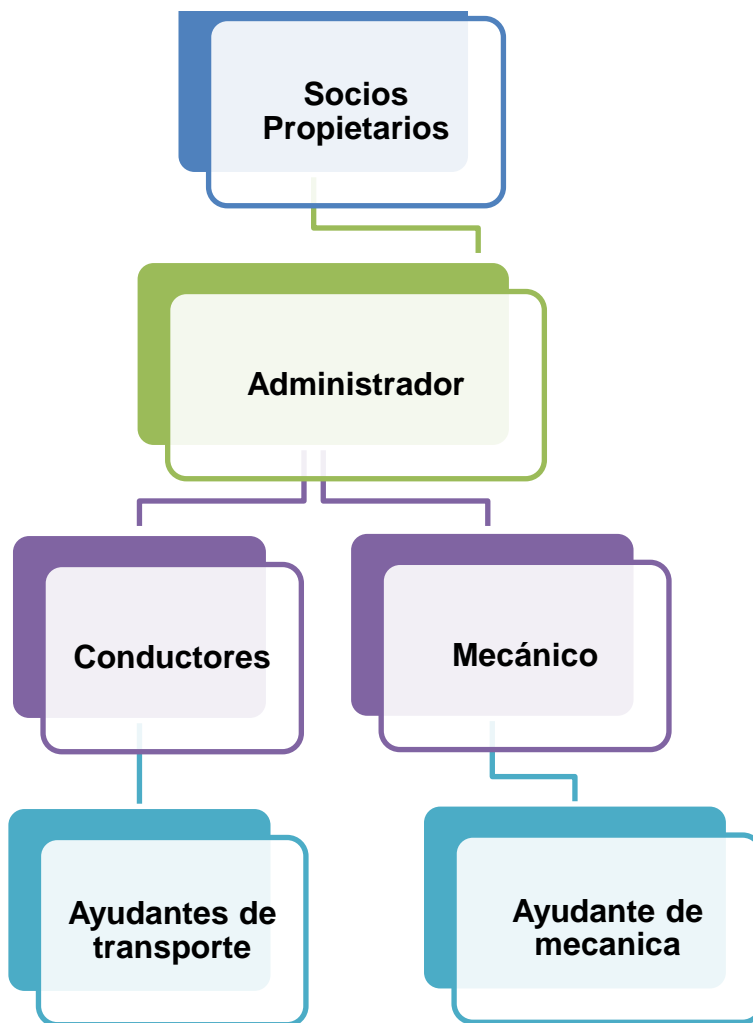 Socios
Propietarios
Administrador
Conductores
Mecánico
Ayudantes de
transporte
Ayudante de
mecanica